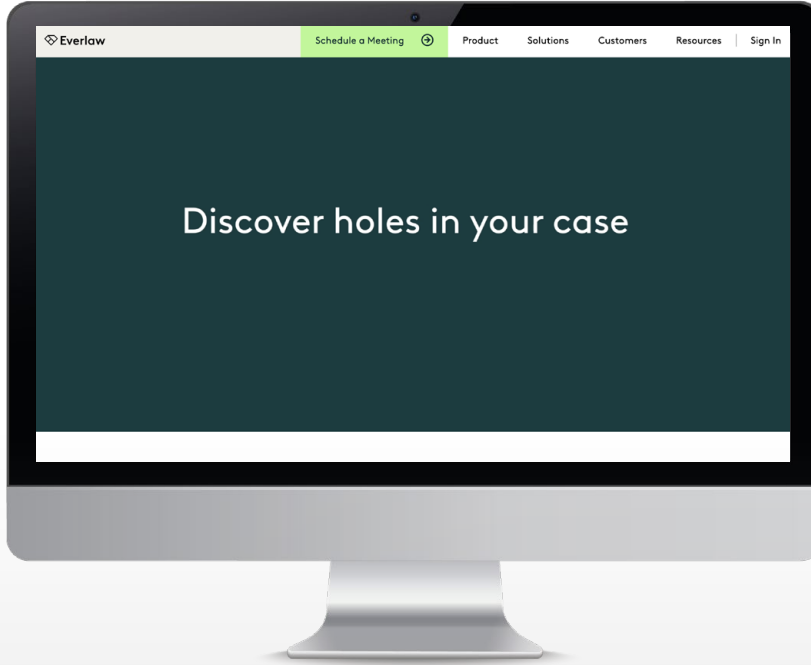 Everlaw Schedule a Meeting Product Solutions Customers Resources Sign In
Discover holes in your case